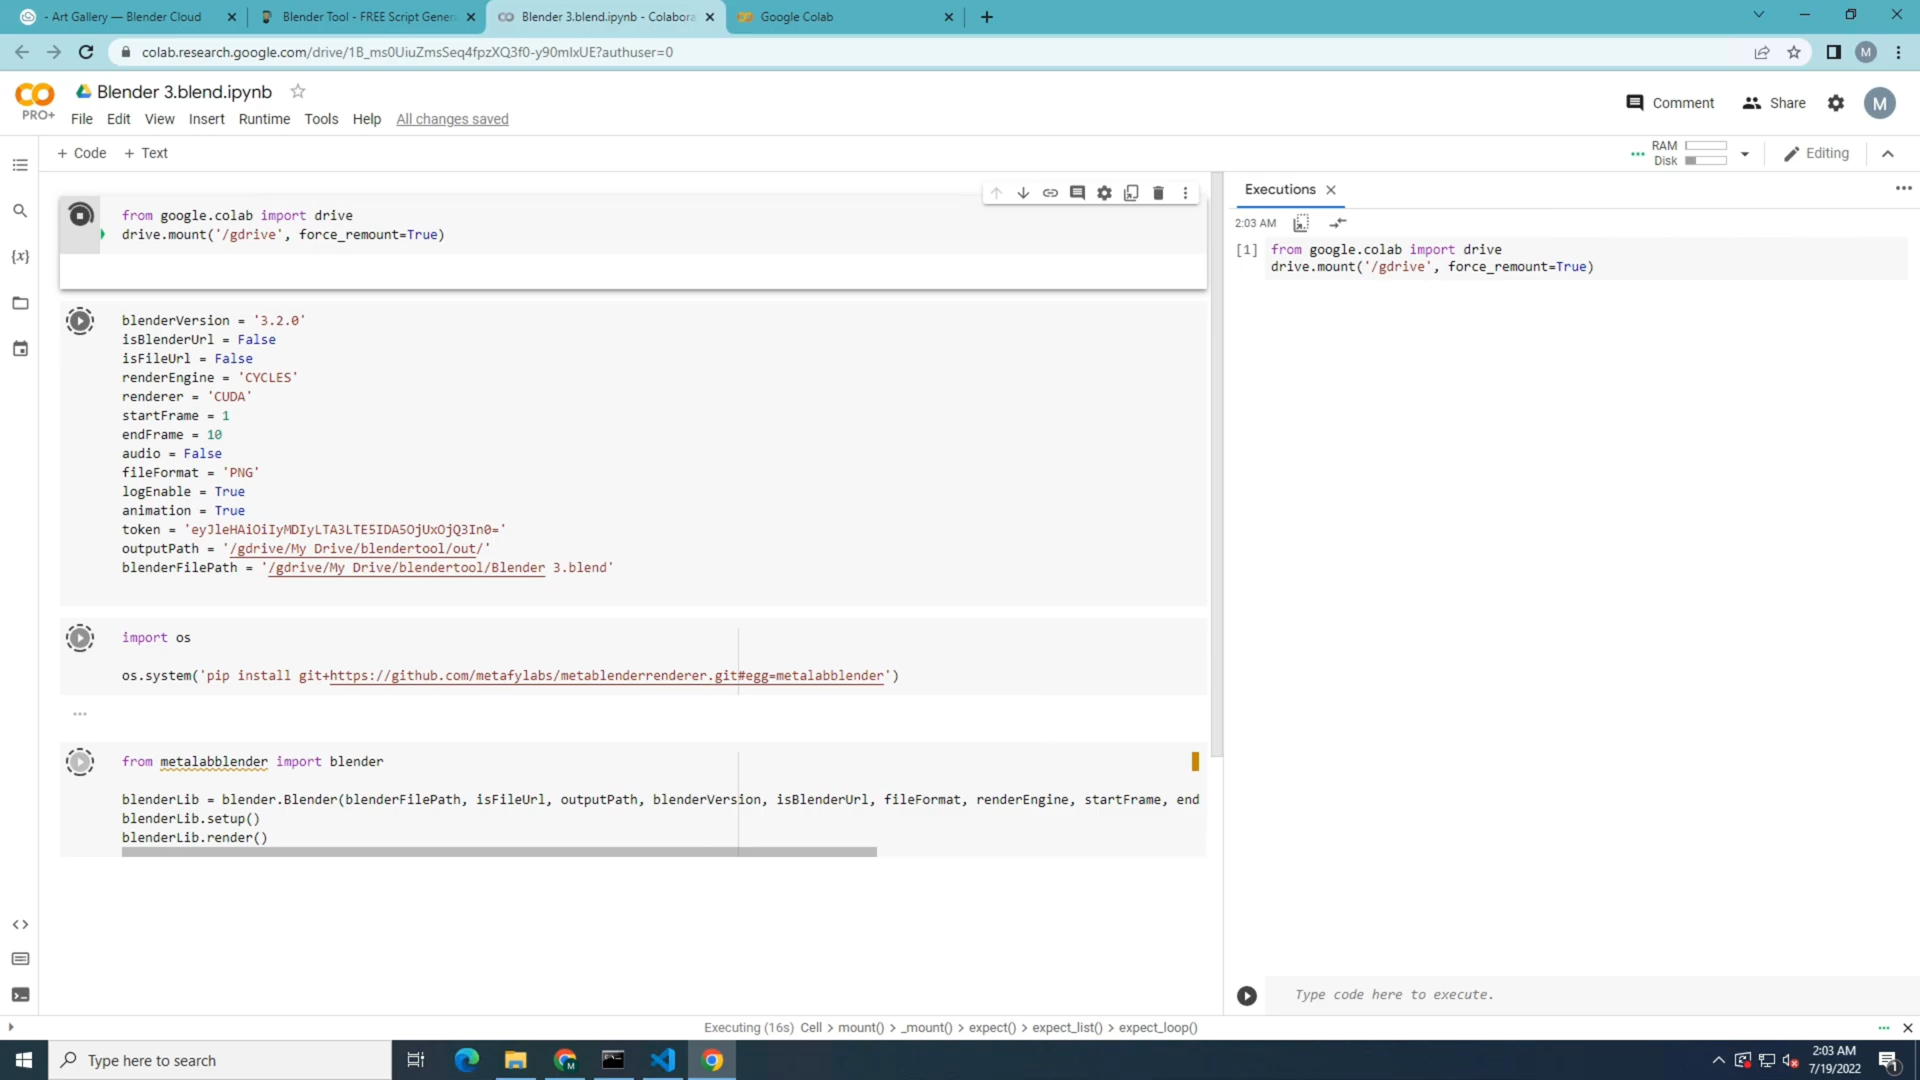 - Art Gallery — Blender Cloud
Blender Tool - FREE Script Gener
Blender 3.blend.ipynb - Colabora
Google Colab
colab.research.google.com/drive/1B_ms0UiuZmsSeq4fpzXQ3f0-y90mIxUE?authuser=0
M
CO
PRO+
Blender 3.blend.ipynb
Comment
Share
M
File Edit View Insert Runtime Tools Help All changes saved
+ Code + Text
RAM
Disk
Editing
from google.colab import drive
drive.mount('/gdrive', force_remount=True)
Executions
2:03 AM
[1] from google.colab import drive
drive.mount('/gdrive', force_remount=True)
{x}
blenderVersion = '3.2.0'
isBlenderUrl = False
isFileUrl = False
renderEngine = 'CYCLES'
renderer = 'CUDA'
startFrame = 1
endFrame = 10
audio = False
fileFormat = 'PNG'
logEnable = True
animation = True
token = 'eyJleHAiOiIyMDIyLTA3LTE5IDA5OjUxOjQ3In0='
outputPath = '/gdrive/My Drive/blendertool/out/'
blenderFilePath = '/gdrive/My Drive/blendertool/Blender 3.blend'
import os
os.system('pip install git+https://github.com/metafylabs/metablenderrenderer.git#egg=metalabblender')
from metalabblender import blender
blenderLib = blender.Blender(blenderFilePath, isFileUrl, outputPath, blenderVersion, isBlenderUrl, fileFormat, renderEngine, startFrame, end
blenderLib.setup()
blenderLib.render()
Type code here to execute.
Executing (16s) Cell > mount() > _mount() > expect() > expect_list() > expect_loop()
Type here to search
2:03 AM
7/19/2022
1